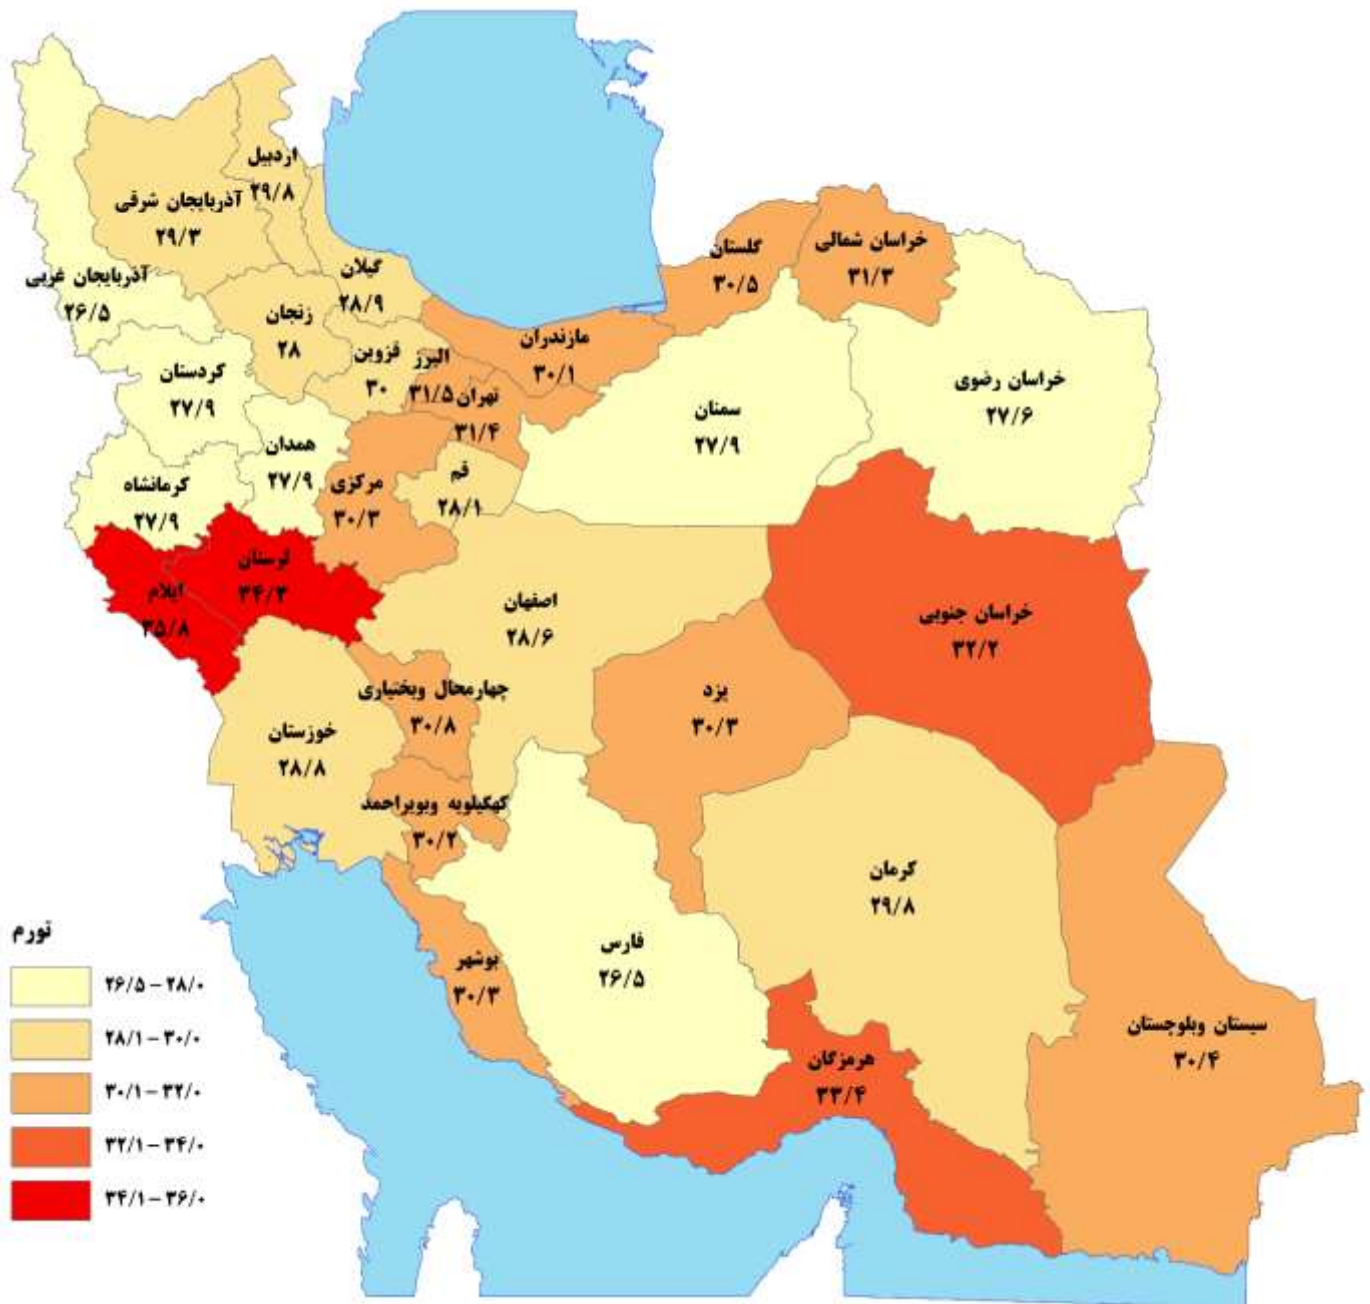 اردبیل
۲۹/۸
آذربایجان شرقی
۲۹/۳
آذربایجان غربی
۲۶/۵
گیلان
۲۸/۹
زنجان
۲۸
کردستان
۲۷/۹
قزوین
۳۰
البرز
۳۱/۵
تهران
۳۱/۴
مازندران
۳۰/۱
گلستان
۳۰/۵
خراسان شمالی
۳۱/۳
خراسان رضوی
۲۷/۶
سمنان
۲۷/۹
همدان
۲۷/۹
کرمانشاه
۲۷/۹
مرکزی
۳۰/۳
قم
۲۸/۱
لرستان
۳۴/۳
ایلام
۳۵/۸
اصفهان
۲۸/۶
خراسان جنوبی
۳۲/۲
چهارمحال وبختیاری
۳۰/۸
یزد
۳۰/۳
خوزستان
۲۸/۸
کهگیلویه وبویراحمد
۳۰/۲
کرمان
۲۹/۸
فارس
۲۶/۵
بوشهر
۳۰/۳
سیستان وبلوچستان
۳۰/۴
هرمزگان
۳۳/۴
تورم
۲۶/۵ – ۲۸/۰
۲۸/۱ – ۳۰/۰
۳۰/۱ – ۳۲/۰
۳۲/۱ – ۳۴/۰
۳۴/۱ – ۳۶/۰